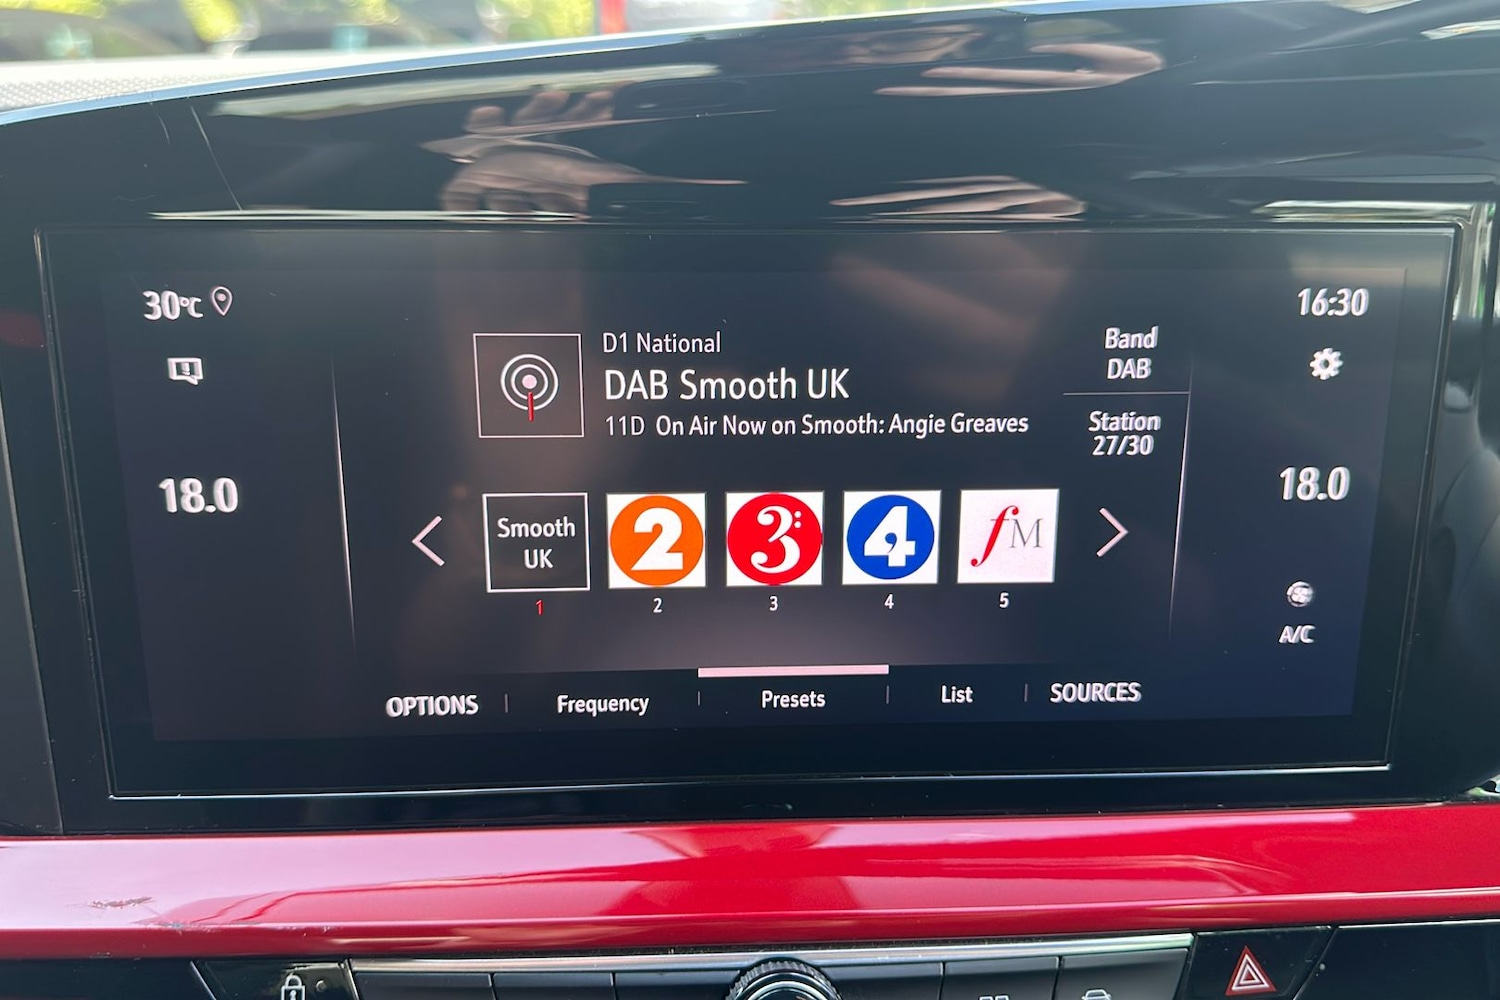 30°C
16:30
D1 National
DAB Smooth UK
11D On Air Now on Smooth: Angie Greaves
Band
DAB
Station
27/30
18.0
18.0
Smooth
UK
2
3
4
fM
1
2
3
4
5
A/C
OPTIONS
Frequency
Presets
List
SOURCES